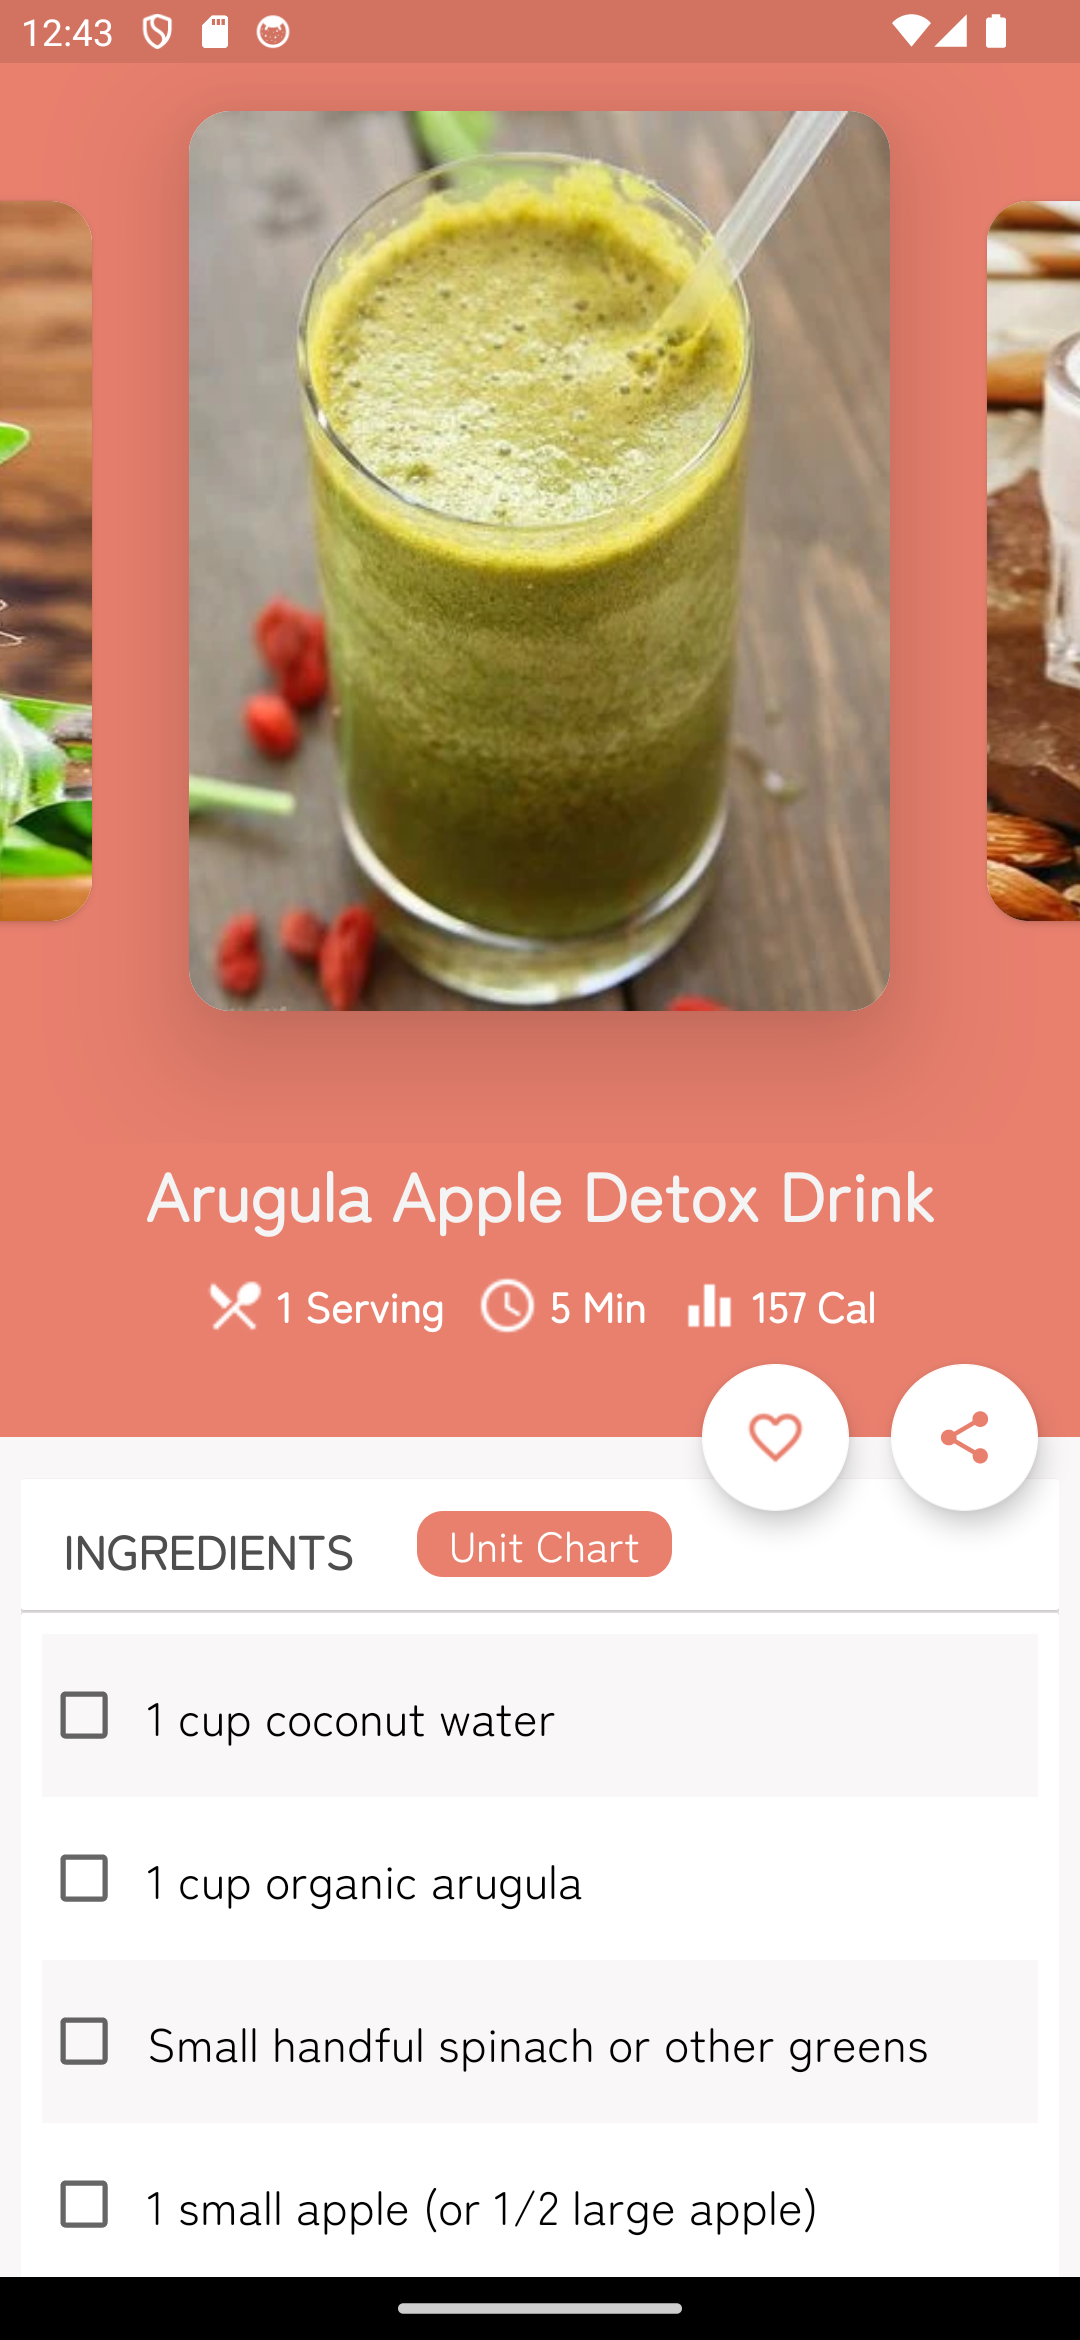 12:43
Arugula Apple Detox Drink
1 Serving 5 Min 157 Cal
INGREDIENTS Unit Chart
1 cup coconut water
1 cup organic arugula
Small handful spinach or other greens
1 small apple (or 1/2 large apple)